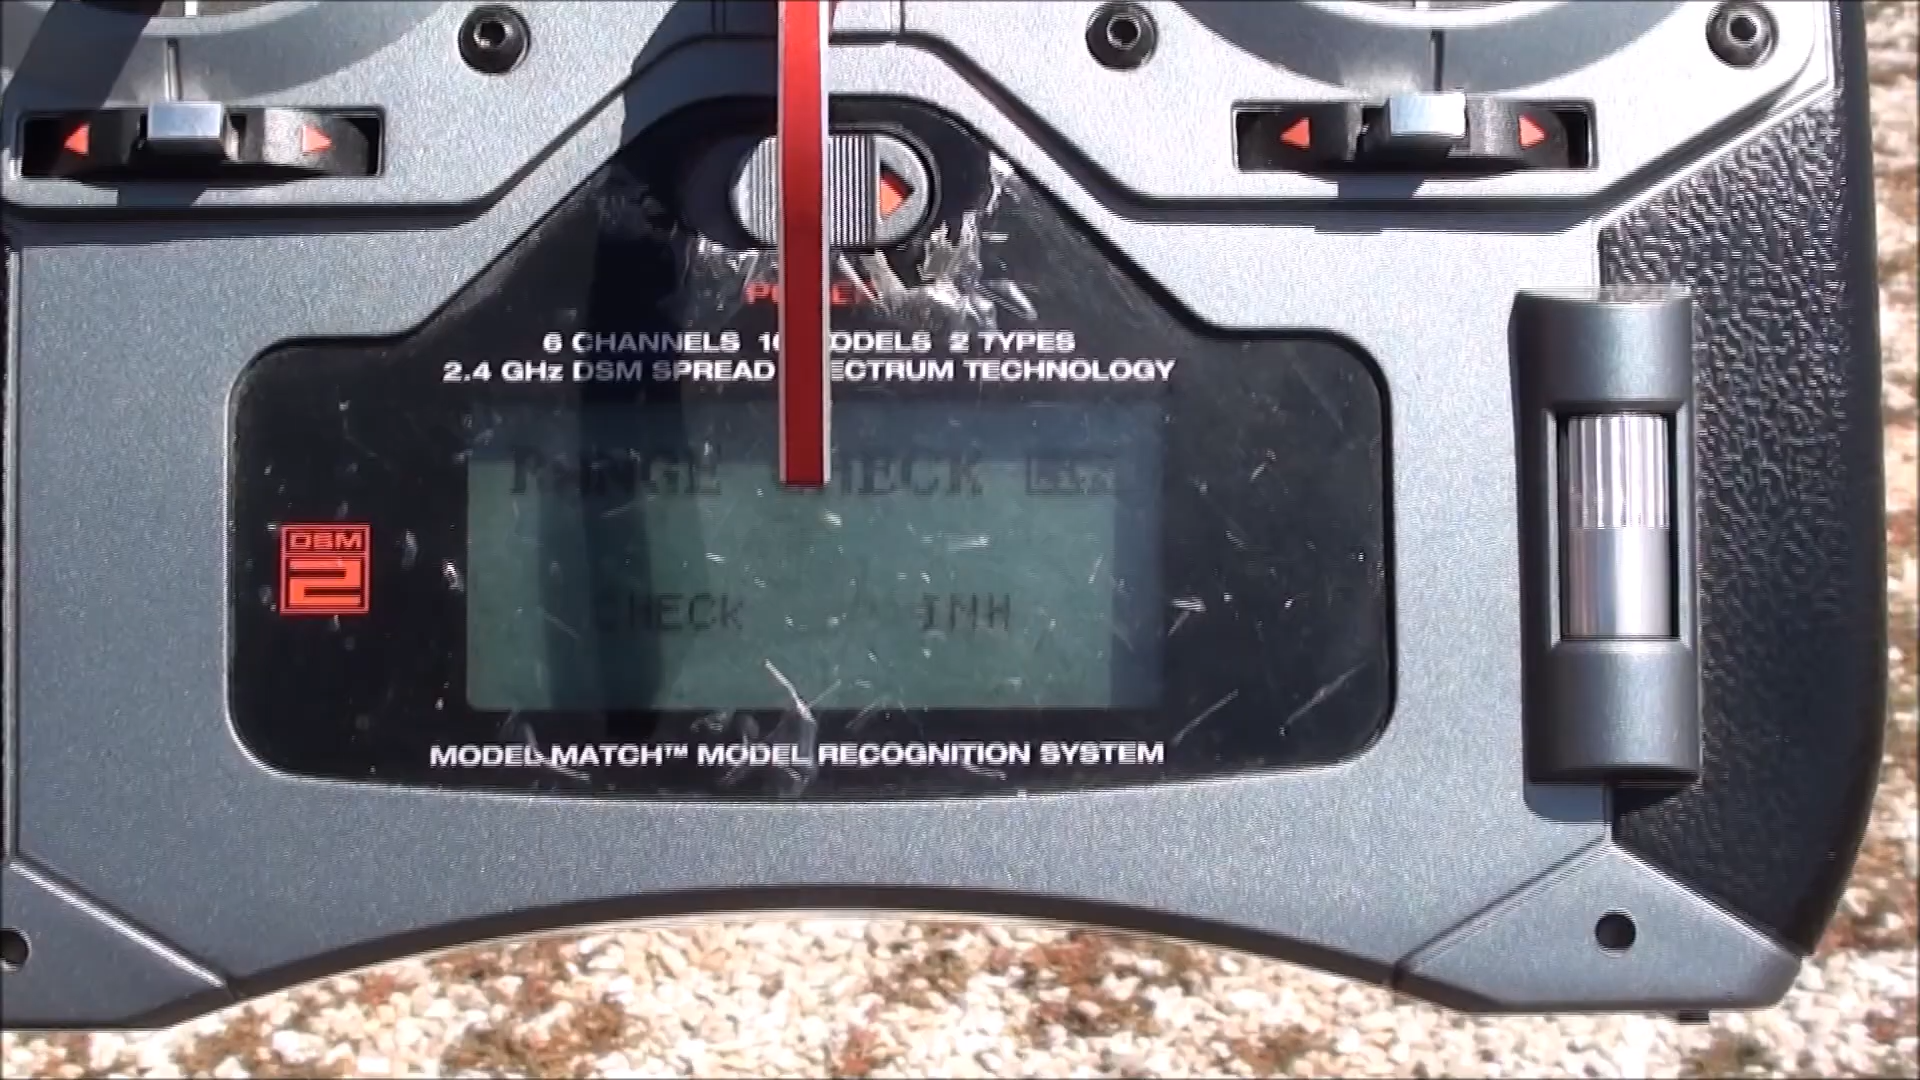 6 CHANNELS 10 MODELS 2 TYPES
2.4 GHz DSM SPREAD SPECTRUM TECHNOLOGY
RANGE CHECK
DSM
2
CHECK INH
MODEL MATCH™ MODEL RECOGNITION SYSTEM